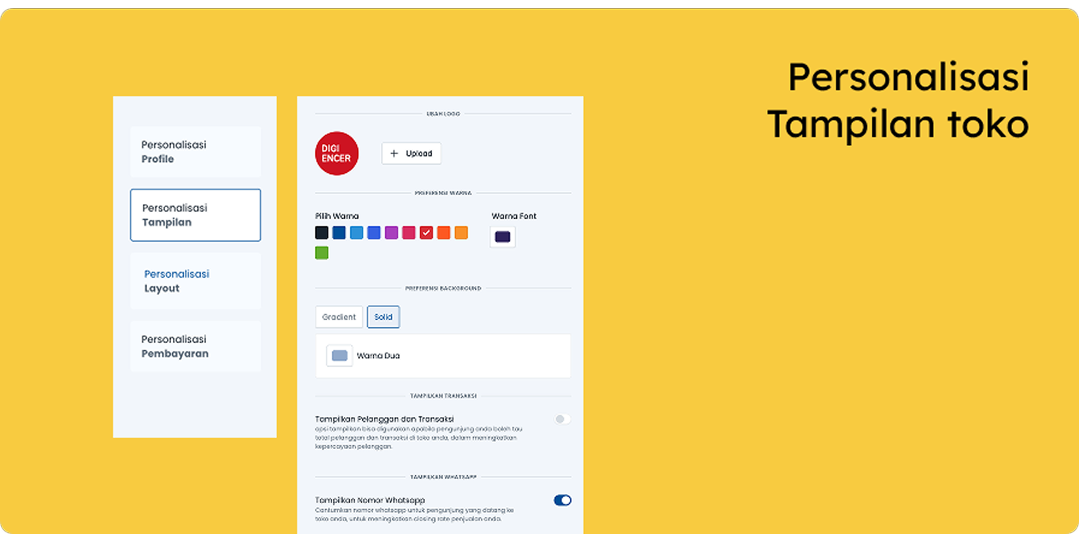 Personalisasi
Tampilan toko
Personalisasi
Profile
Personalisasi
Tampilan
Personalisasi
Layout
Personalisasi
Pembayaran
UBAH LOGO
DIGI
ENCER
+ Upload
PREFERENSI WARNA
Pilih Warna
Warna Font
PREFERENSI BACKGROUND
Gradient
Solid
Warna Dua
TAMPILKAN TRANSAKSI
Tampilkan Pelanggan dan Transaksi
opsi tampilkan bisa digunakan apabila pengunjung anda boleh tau
total pelanggan dan transaksi di toko anda, dalam meningkatkan
kepercayaan pelanggan.
TAMPILKAN WHATSAPP
Tampilkan Nomor Whatsapp
Cantumkan nomor whatsapp untuk pengunjung yang datang ke
toko anda, untuk meningkatkan closing rate penjualan anda.